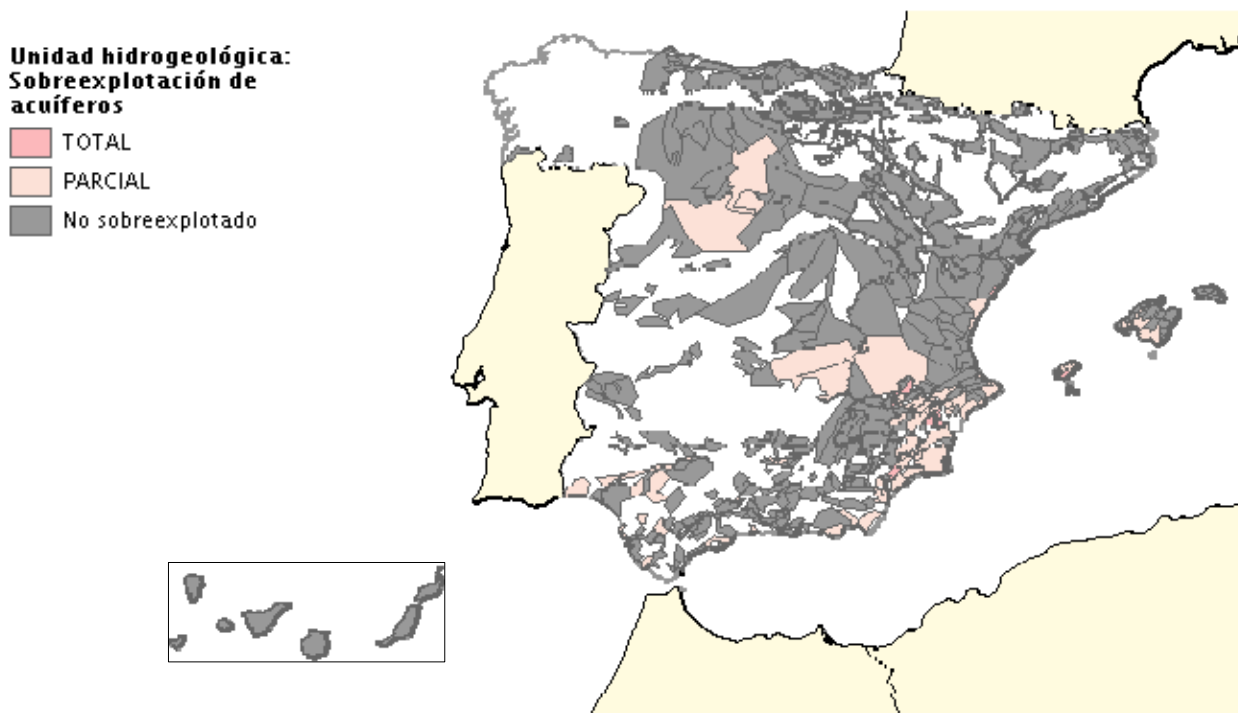 Unidad hidrogeológica:
Sobreexplotación de
acuíferos
TOTAL
PARCIAL
No sobreexplotado